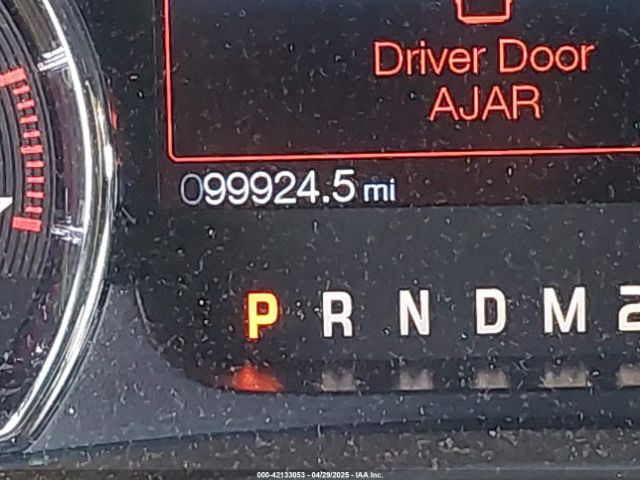 Driver Door
AJAR
099924.5 mi
P R N D M 2
000-42133053 - 04/29/2025 - IAA Inc.